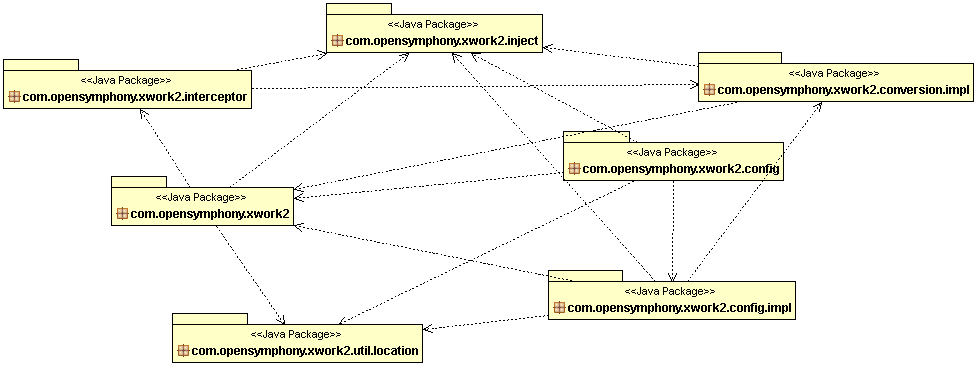 <<Java Package>>
com.opensymphony.xwork2.inject
<<Java Package>>
com.opensymphony.xwork2.interceptor
<<Java Package>>
com.opensymphony.xwork2.conversion.impl
<<Java Package>>
com.opensymphony.xwork2.config
<<Java Package>>
com.opensymphony.xwork2
<<Java Package>>
com.opensymphony.xwork2.config.impl
<<Java Package>>
com.opensymphony.xwork2.util.location